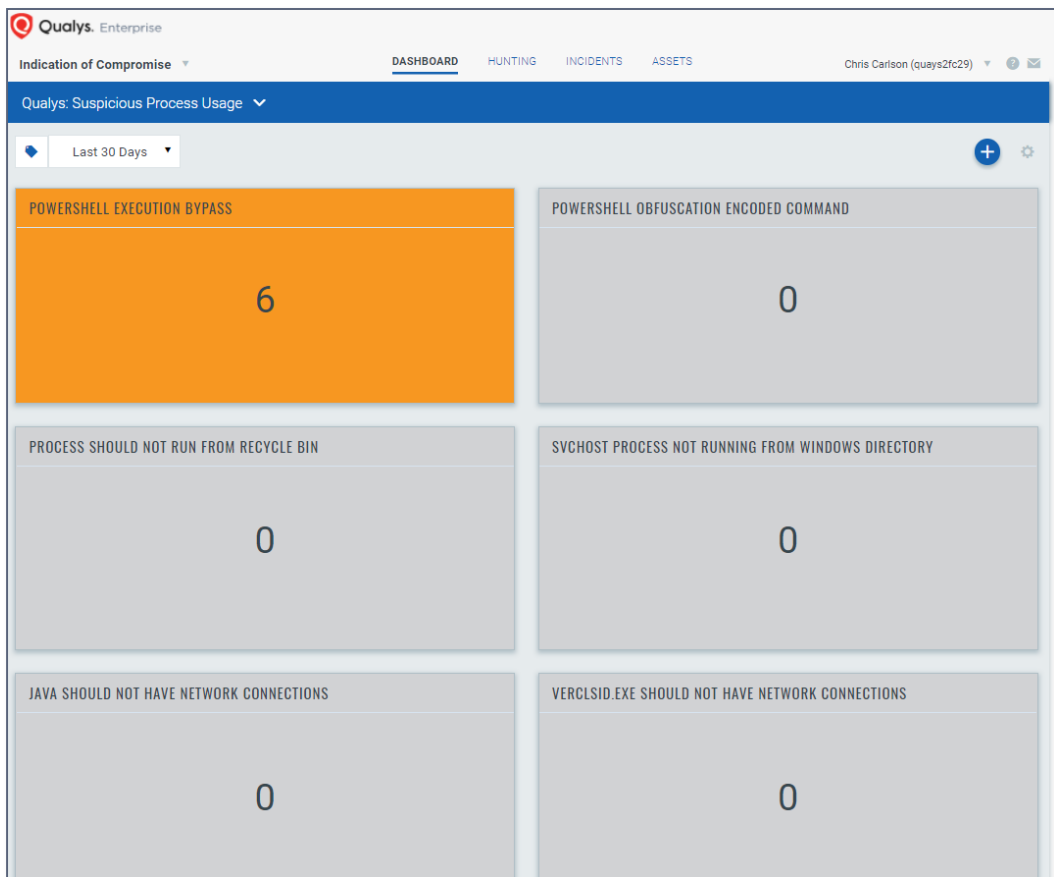 Qualys. Enterprise
Indication of Compromise
DASHBOARD HUNTING INCIDENTS ASSETS
Chris Carlson (quays2fc29)
Qualys: Suspicious Process Usage
Last 30 Days
POWERSHELL EXECUTION BYPASS
6
POWERSHELL OBFUSCATION ENCODED COMMAND
0
PROCESS SHOULD NOT RUN FROM RECYCLE BIN
0
SVCHOST PROCESS NOT RUNNING FROM WINDOWS DIRECTORY
0
JAVA SHOULD NOT HAVE NETWORK CONNECTIONS
0
VERCLSID.EXE SHOULD NOT HAVE NETWORK CONNECTIONS
0